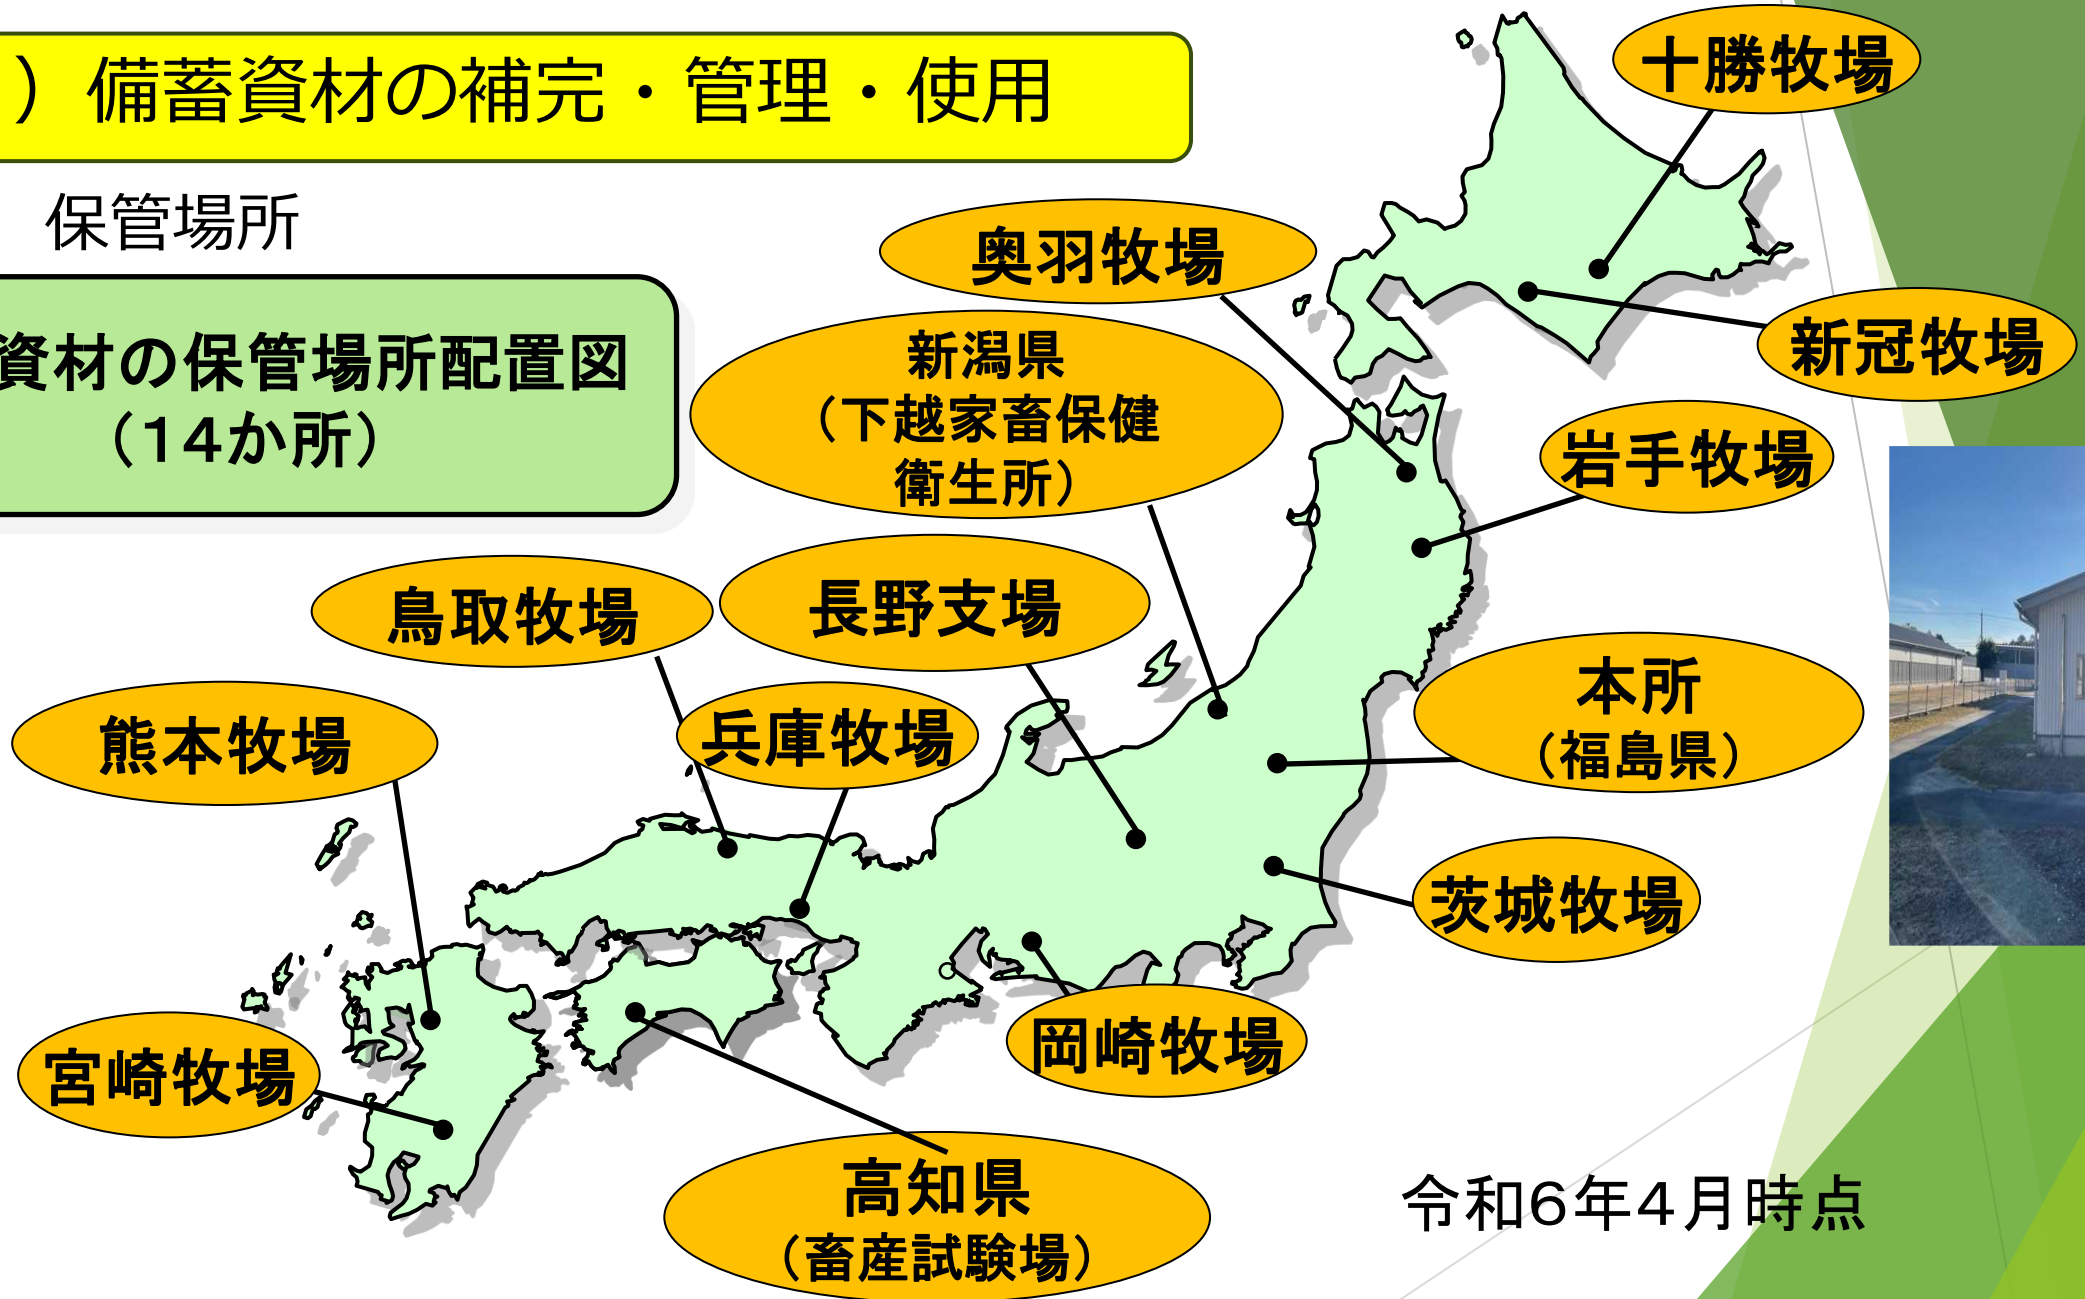 ）備蓄資材の補完・管理・使用
保管場所
資材の保管場所配置図
（１４か所）
十勝牧場
奥羽牧場
新冠牧場
新潟県
（下越家畜保健
衛生所）
岩手牧場
鳥取牧場
長野支場
本所
（福島県）
熊本牧場
兵庫牧場
茨城牧場
岡崎牧場
宮崎牧場
高知県
（畜産試験場）
令和６年４月時点